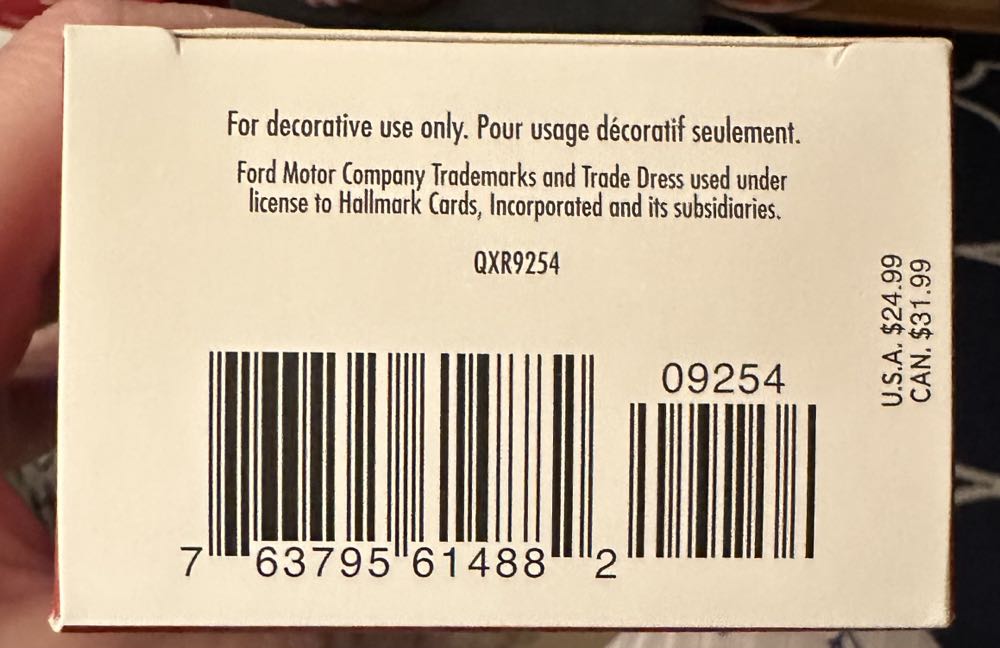 For decorative use only. Pour usage décoratif seulement.
Ford Motor Company Trademarks and Trade Dress used under
license to Hallmark Cards, Incorporated and its subsidiaries.
QXR9254
U.S.A. $24.99
CAN. $31.99
09254
7 63795 61488 2